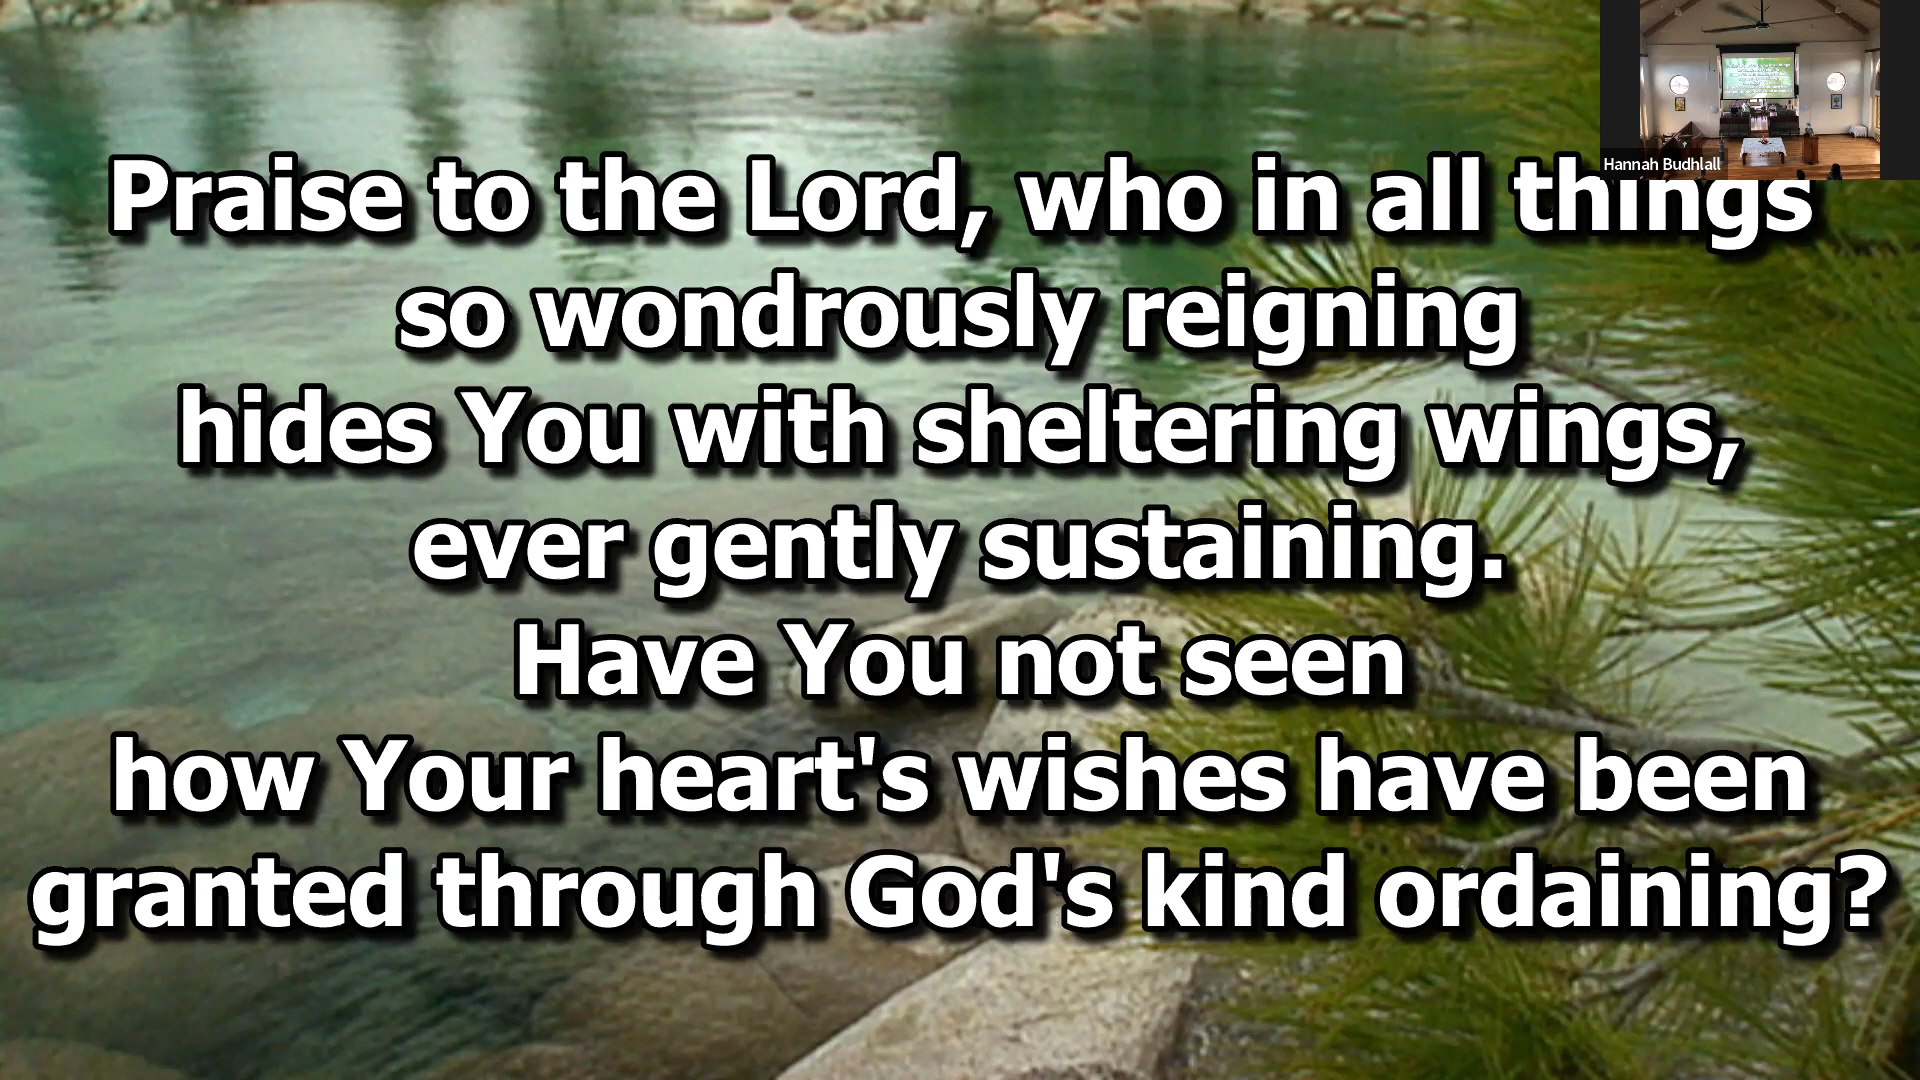 Hannah Budhlall
Praise to the Lord, who in all things
so wondrously reigning
hides You with sheltering wings,
ever gently sustaining.
Have You not seen
how Your heart's wishes have been
granted through God's kind ordaining?